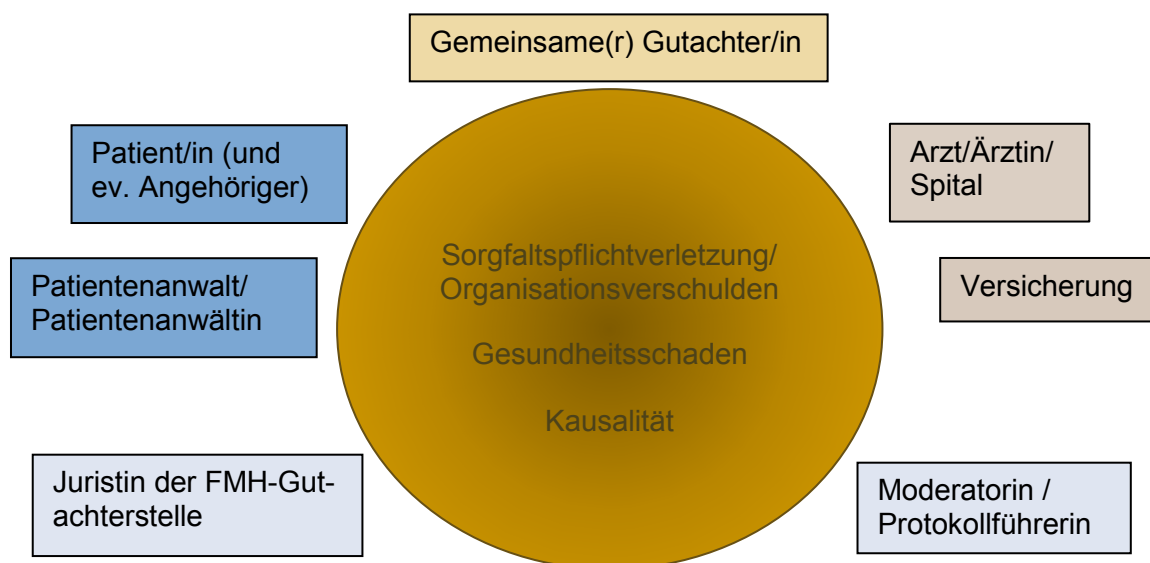 Gemeinsame(r) Gutachter/in
Patient/in (und
ev. Angehöriger)
Arzt/Ärztin/
Spital
Sorgfaltspflichtverletzung/
Organisationsverschulden
Patientenanwalt/
Patientenanwältin
Versicherung
Gesundheitsschaden
Kausalität
Juristin der FMH-Gut-
achterstelle
Moderatorin /
Protokollführerin